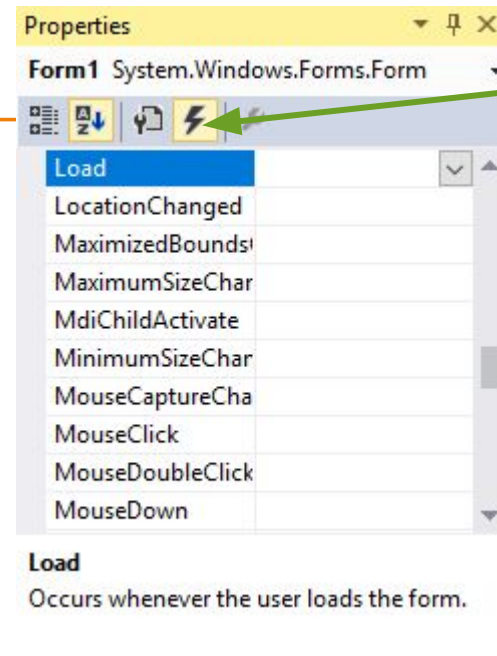 Properties
Form1 System.Windows.Forms.Form
Load
LocationChanged
MaximizedBounds
MaximumSizeChar
MdiChildActivate
MinimumSizeChar
MouseCaptureCha
MouseClick
MouseDoubleClick
MouseDown
Load
Occurs whenever the user loads the form.